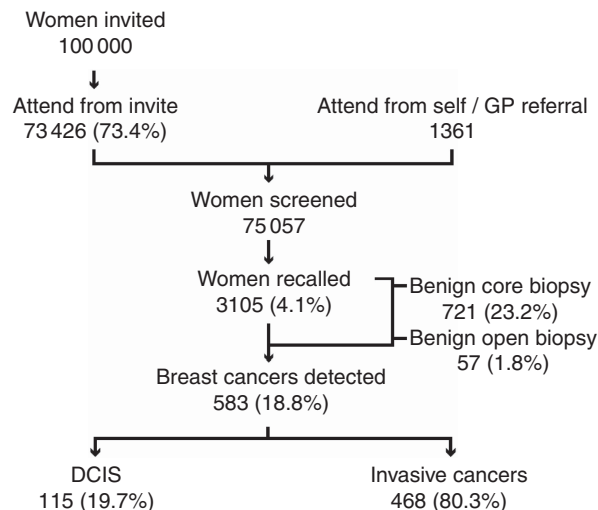 Women invited
100 000
Attend from invite
73 426 (73.4%)
Attend from self / GP referral
1361
Women screened
75 057
Women recalled
3105 (4.1%)
Benign core biopsy
721 (23.2%)
Benign open biopsy
57 (1.8%)
Breast cancers detected
583 (18.8%)
DCIS
115 (19.7%)
Invasive cancers
468 (80.3%)